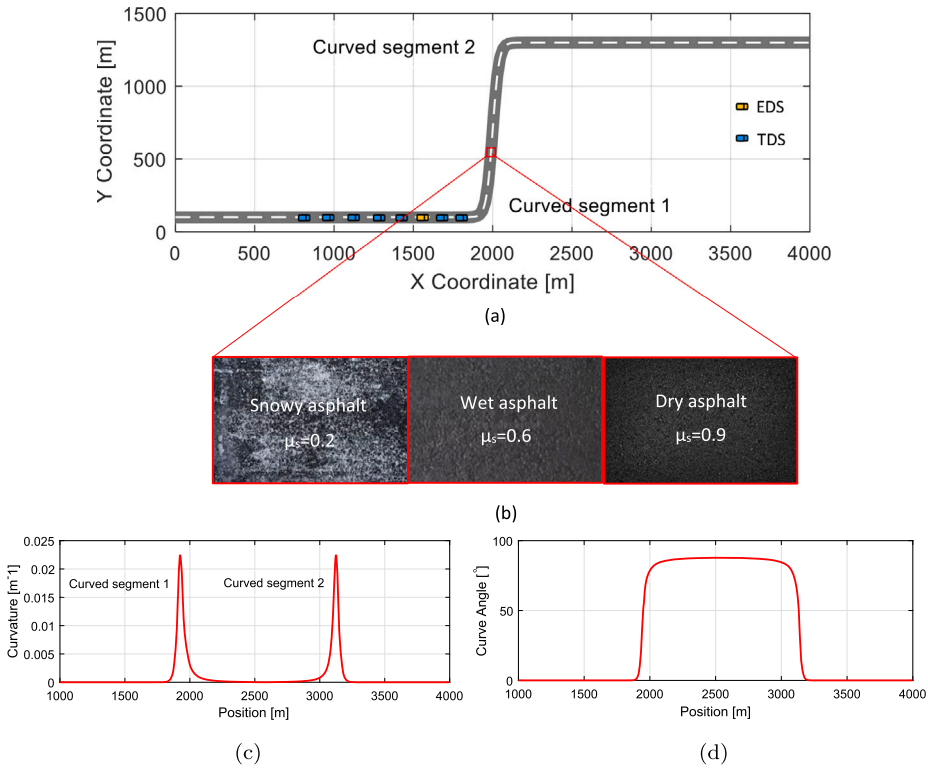 1500
1000
500
0
Y Coordinate [m]
Curved segment 2
EDS
TDS
Curved segment 1
0 500 1000 1500 2000 2500 3000 3500 4000
X Coordinate [m]
(a)
Snowy asphalt
μs=0.2
Wet asphalt
μs=0.6
Dry asphalt
μs=0.9
(b)
0.025
0.02
0.015
0.01
0.005
0
Curvature [m⁻¹]
Curved segment 1
Curved segment 2
1000 1500 2000 2500 3000 3500 4000
Position [m]
(c)
100
50
0
Curve Angle [°]
1000 1500 2000 2500 3000 3500 4000
Position [m]
(d)